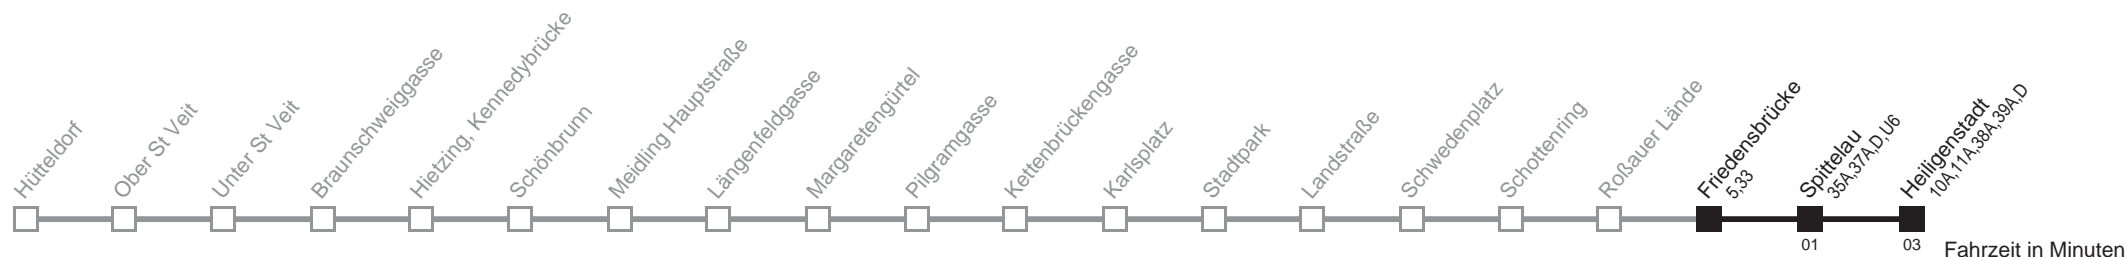 Hütteldorf
Ober St Veit
Unter St Veit
Braunschweiggasse
Hietzing, Kennedybrücke
Schönbrunn
Meidling Hauptstraße
Längenfeldgasse
Margaretengürtel
Pilgramgasse
Kettenbrückengasse
Karlsplatz
Stadtpark
Landstraße
Schwedenplatz
Schottenring
Roßauer Lände
Friedensbrücke
5,33
Spittelau
35A,37A,D,U6
Heiligenstadt
10A,11A,38A,39A,D
01
03
Fahrzeit in Minuten